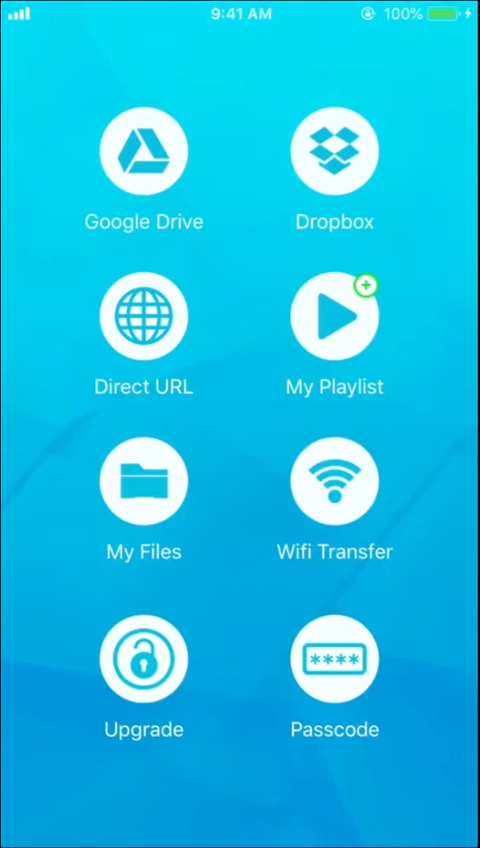 9:41 AM 100%
Google Drive Dropbox
Direct URL My Playlist
My Files Wifi Transfer
****
Upgrade Passcode